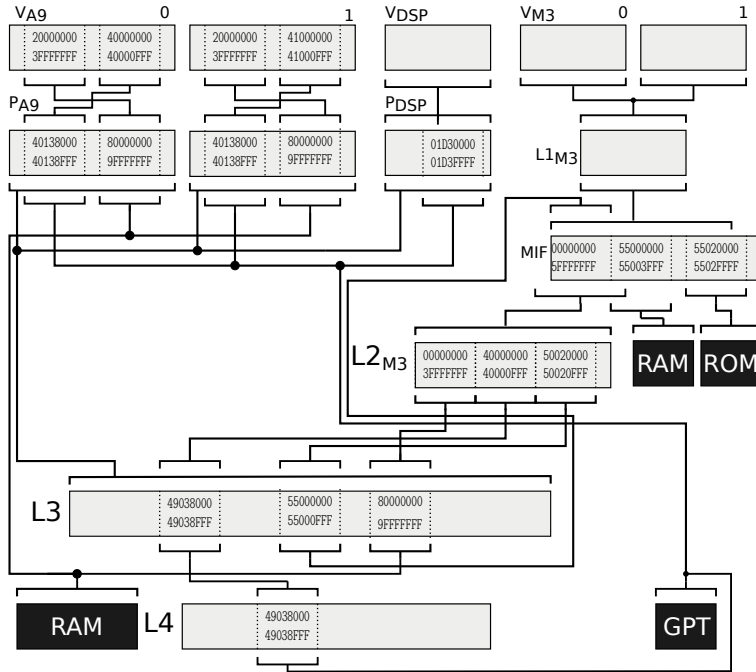 VA9 0 1 VDSP VM3 0 1
20000000 40000000 20000000 41000000
3FFFFFFF 40000FFF 3FFFFFFF 41000FFF
PA9 PDSP
40138000 80000000 40138000 80000000 01D30000 L1M3
40138FFF 9FFFFFFF 40138FFF 9FFFFFFF 01D3FFFF
MIF 00000000 55000000 55020000
5FFFFFFF 55003FFF 5502FFFF
L2M3 00000000 40000000 50020000 RAM ROM
3FFFFFFF 40000FFF 50020FFF
L3 49038000 55000000 80000000
49038FFF 55000FFF 9FFFFFFF
RAM L4 49038000 GPT
49038FFF